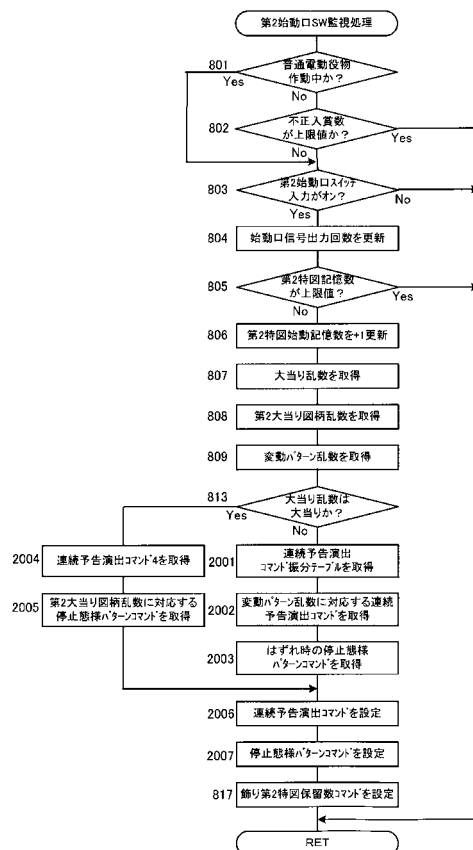 第2始動口SW監視処理
801
普通電動役物
作動中か？
Yes
No
802
不正入賞数
が上限値か？
Yes
No
803
第2始動口スイッチ
入力がオン？
No
Yes
804
始動口信号出力回数を更新
805
第2特図記憶数
が上限値？
Yes
No
806
第2特図始動記憶数を+1更新
807
大当り乱数を取得
808
第2大当り図柄乱数を取得
809
変動パターン乱数を取得
813
大当り乱数は
大当りか？
Yes
No
2004
連続予告演出コマンド4を取得
2001
連続予告演出
コマンド振分テーブルを取得
2005
第2大当り図柄乱数に対応する
停止態様パターンコマンドを取得
2002
変動パターン乱数に対応する連続
予告演出コマンドを取得
2003
はずれ時の停止態様
パターンコマンドを取得
2006
連続予告演出コマンドを設定
2007
停止態様パターンコマンドを設定
817
飾り第2特図保留数コマンドを設定
RET